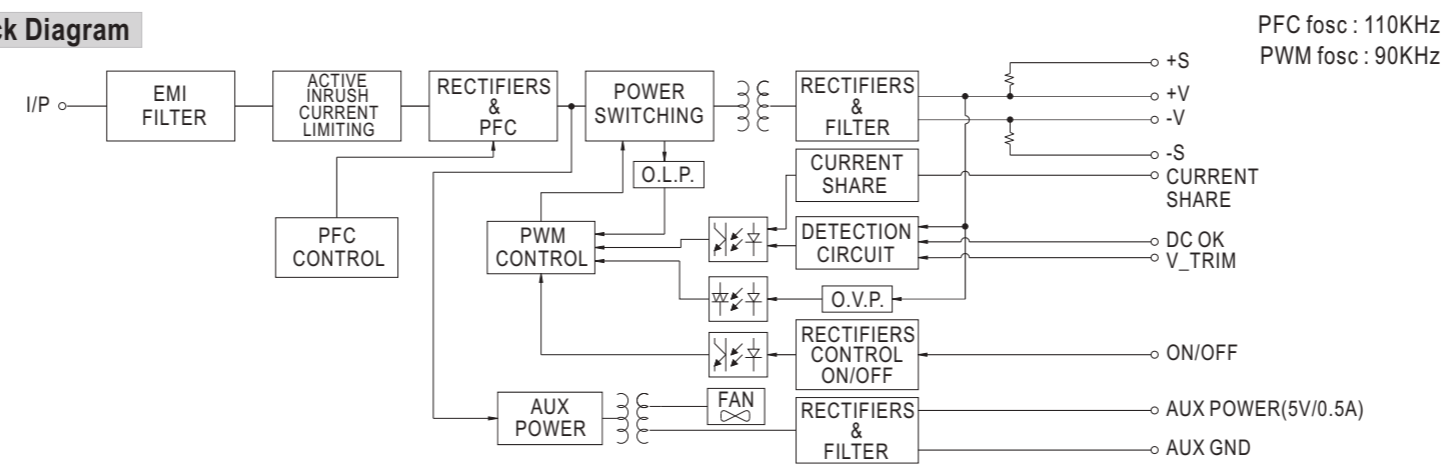 ck Diagram
PFC fosc : 110KHz
PWM fosc : 90KHz
I/P
EMI
FILTER
ACTIVE
INRUSH
CURRENT
LIMITING
RECTIFIERS
&
PFC
POWER
SWITCHING
RECTIFIERS
&
FILTER
+S
+V
-V
-S
O.L.P.
CURRENT
SHARE
CURRENT
SHARE
PFC
CONTROL
PWM
CONTROL
DETECTION
CIRCUIT
DC OK
V_TRIM
O.V.P.
RECTIFIERS
CONTROL
ON/OFF
ON/OFF
AUX
POWER
FAN
RECTIFIERS
&
FILTER
AUX POWER(5V/0.5A)
AUX GND